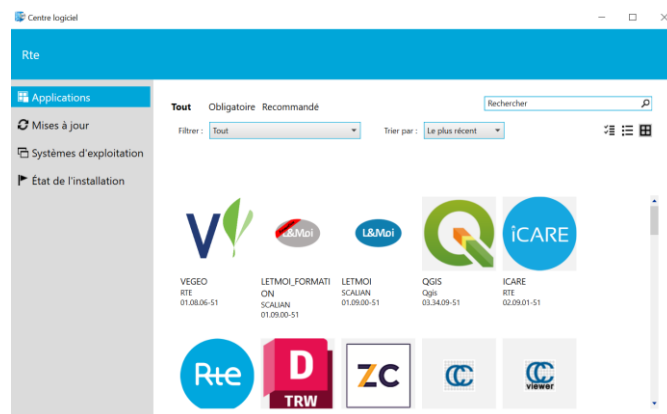 Centre logiciel
Rte
Applications
Mises à jour
Systèmes d'exploitation
État de l'installation
Tout Obligatoire Recommandé
Rechercher
Filtrer : Tout
Trier par : Le plus récent
V
L&Moi
L&Moi
îCARE
VEGEO
RTE
01.08.06-51
LETMOI_FORMATI
ON
SCALIAN
01.09.00-51
LETMOI
SCALIAN
01.09.00-51
QGIS
Qgis
03.34.09-51
ICARE
RTE
02.09.01-51
Rte
D
TRW
ZC
CC
CC
viewer